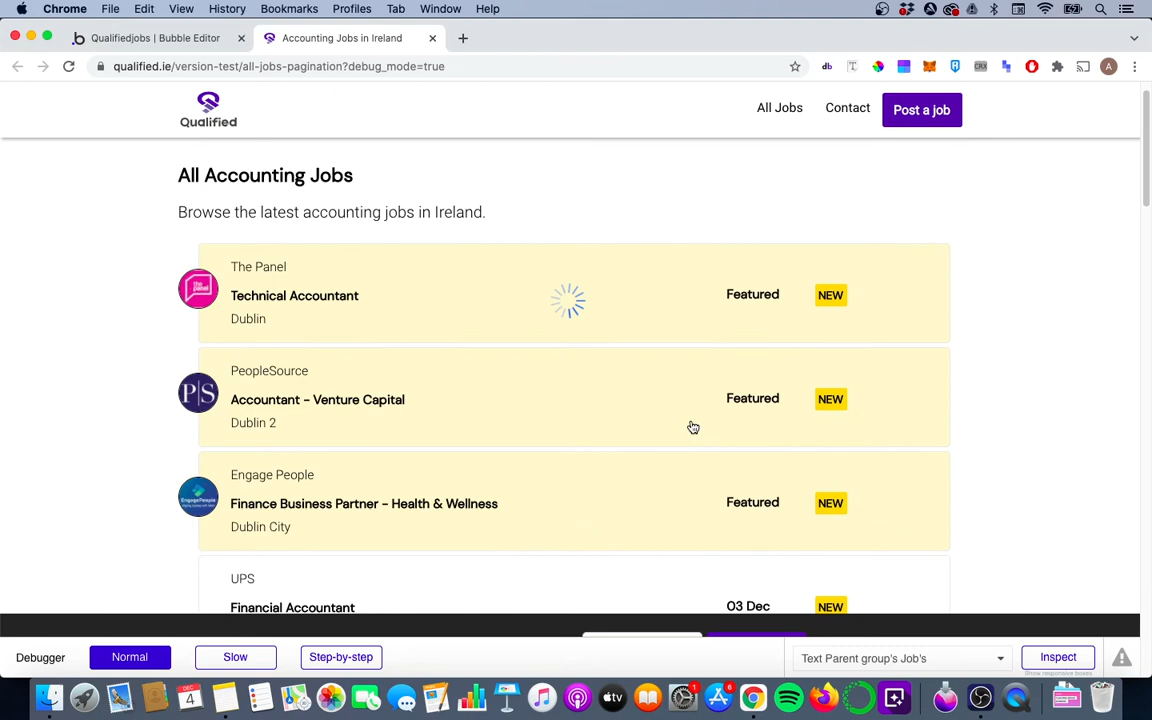 Chrome File Edit View History Bookmarks Profiles Tab Window Help
Qualifiedjobs | Bubble Editor
Accounting Jobs in Ireland
qualified.ie/version-test/all-jobs-pagination?debug_mode=true
Qualified
All Jobs
Contact
Post a job
All Accounting Jobs
Browse the latest accounting jobs in Ireland.
The Panel
Technical Accountant
Dublin
Featured
NEW
PeopleSource
Accountant - Venture Capital
Dublin 2
Featured
NEW
Engage People
Finance Business Partner - Health & Wellness
Dublin City
Featured
NEW
UPS
Financial Accountant
03 Dec
NEW
Debugger
Normal
Slow
Step-by-step
Text Parent group's Job's
Inspect
Show responsive boxes